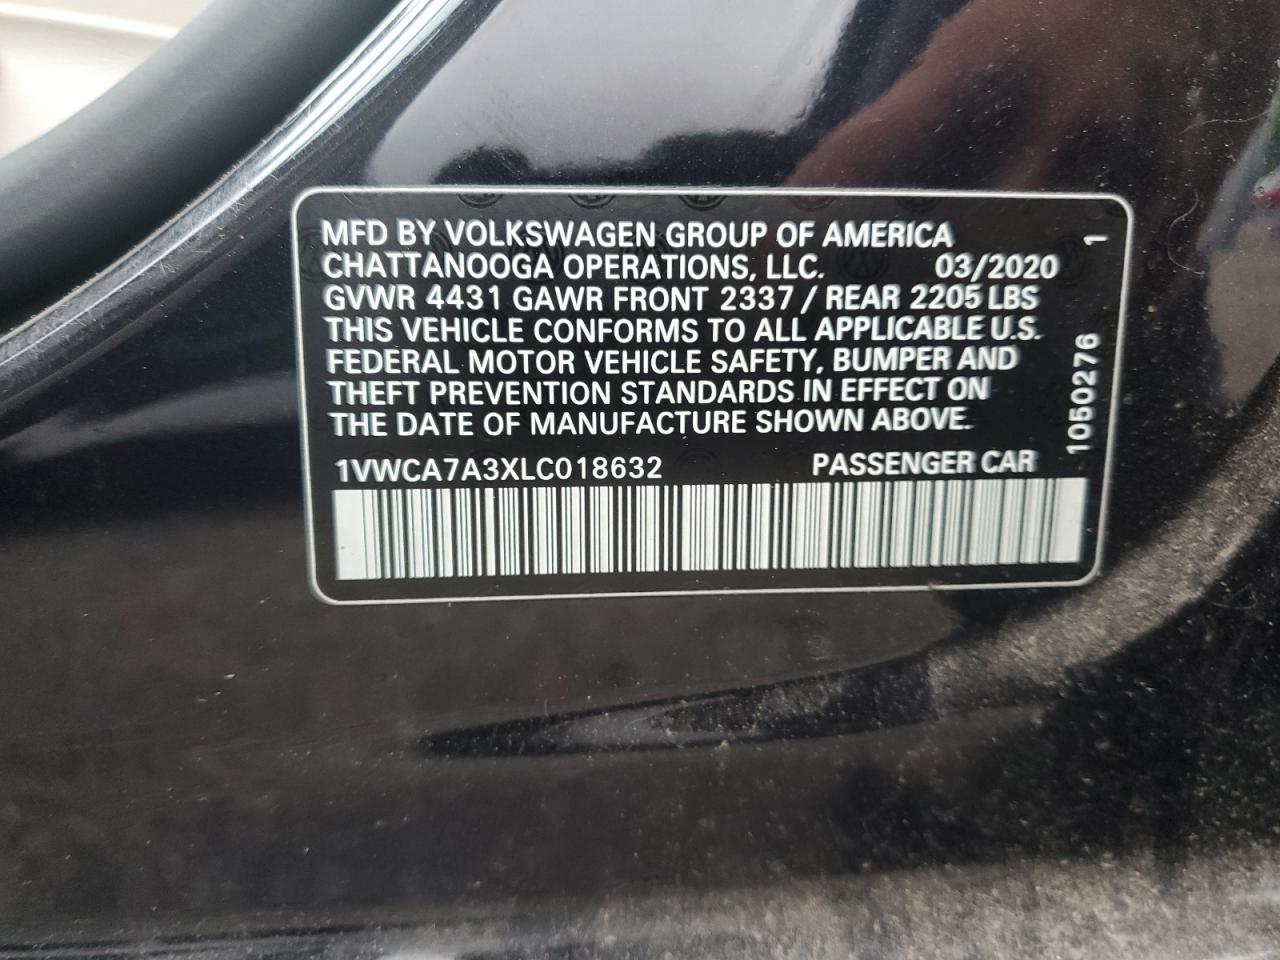 MFD BY VOLKSWAGEN GROUP OF AMERICA
CHATTANOOGA OPERATIONS, LLC. 03/2020
GVWR 4431 GAWR FRONT 2337 / REAR 2205 LBS
THIS VEHICLE CONFORMS TO ALL APPLICABLE U.S.
FEDERAL MOTOR VEHICLE SAFETY, BUMPER AND
THEFT PREVENTION STANDARDS IN EFFECT ON
THE DATE OF MANUFACTURE SHOWN ABOVE.
1VWCA7A3XLC018632 PASSENGER CAR
1050276 1